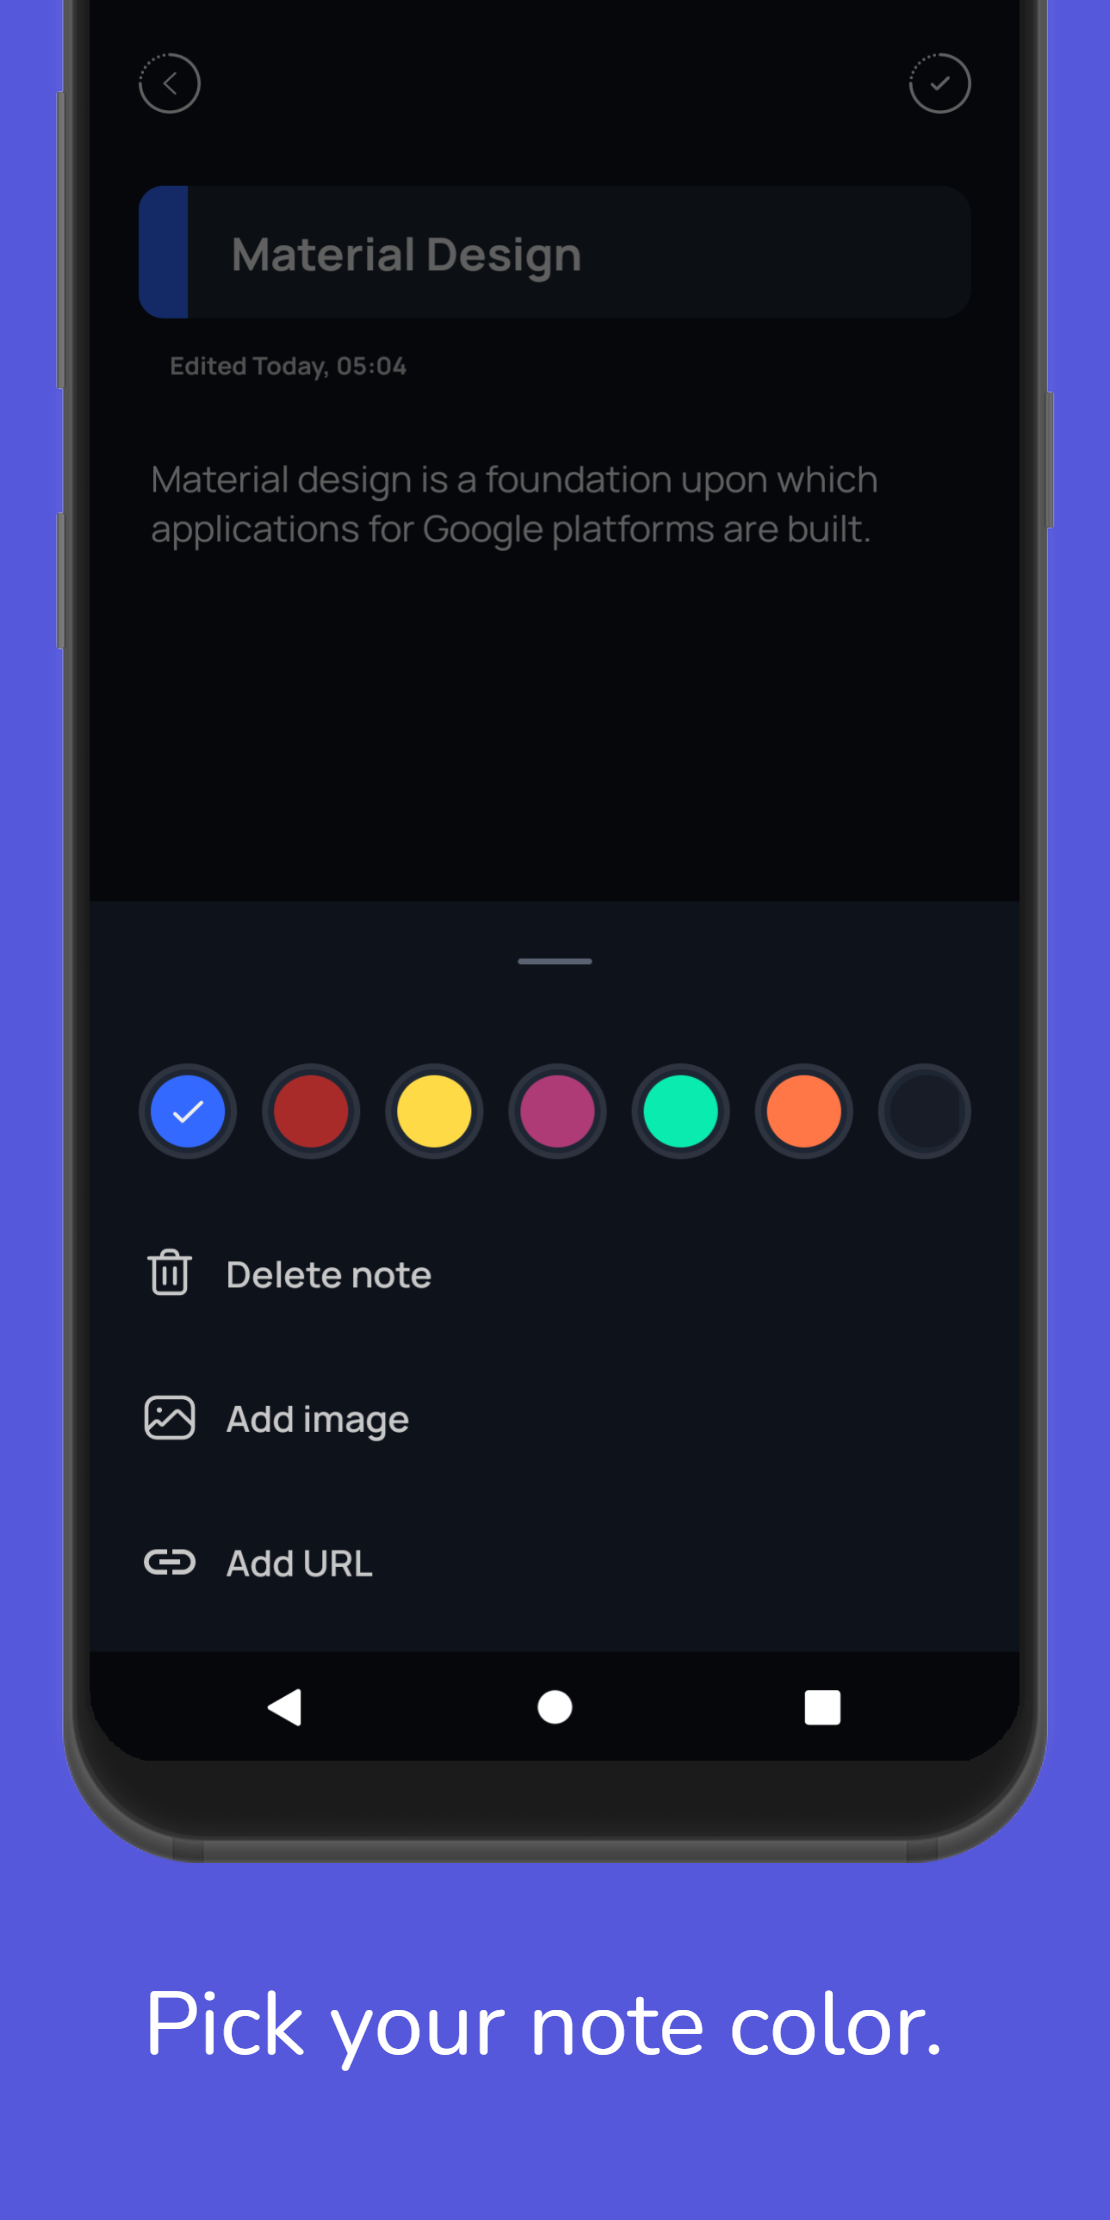 Material Design
Edited Today, 05:04
Material design is a foundation upon which
applications for Google platforms are built.
Delete note
Add image
Add URL
Pick your note color.